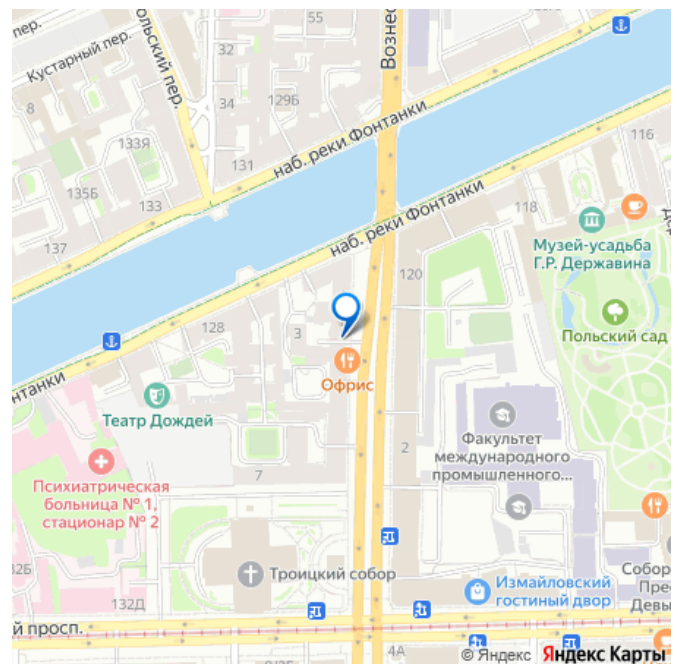 пер.
Кустарный пер.
ольский пер.
55
Вознес
32
34
129Б
8
133Я
131
135Б
133
137
наб. реки Фонтанки
116
118
наб. реки Фонтанки
Музей-усадьба
Г.Р. Державина
120
Польский сад
128
3
Офрис
нтанки
Театр Дождей
Факультет
международного
промышленного...
2
7
Психиатрическая
больница № 1,
стационар № 2
32Б
Троицкий собор
132Д
Измайловский
гостиный двор
Собор
Прес
Девы
й просп.
4А
© Яндекс Яндекс Карты